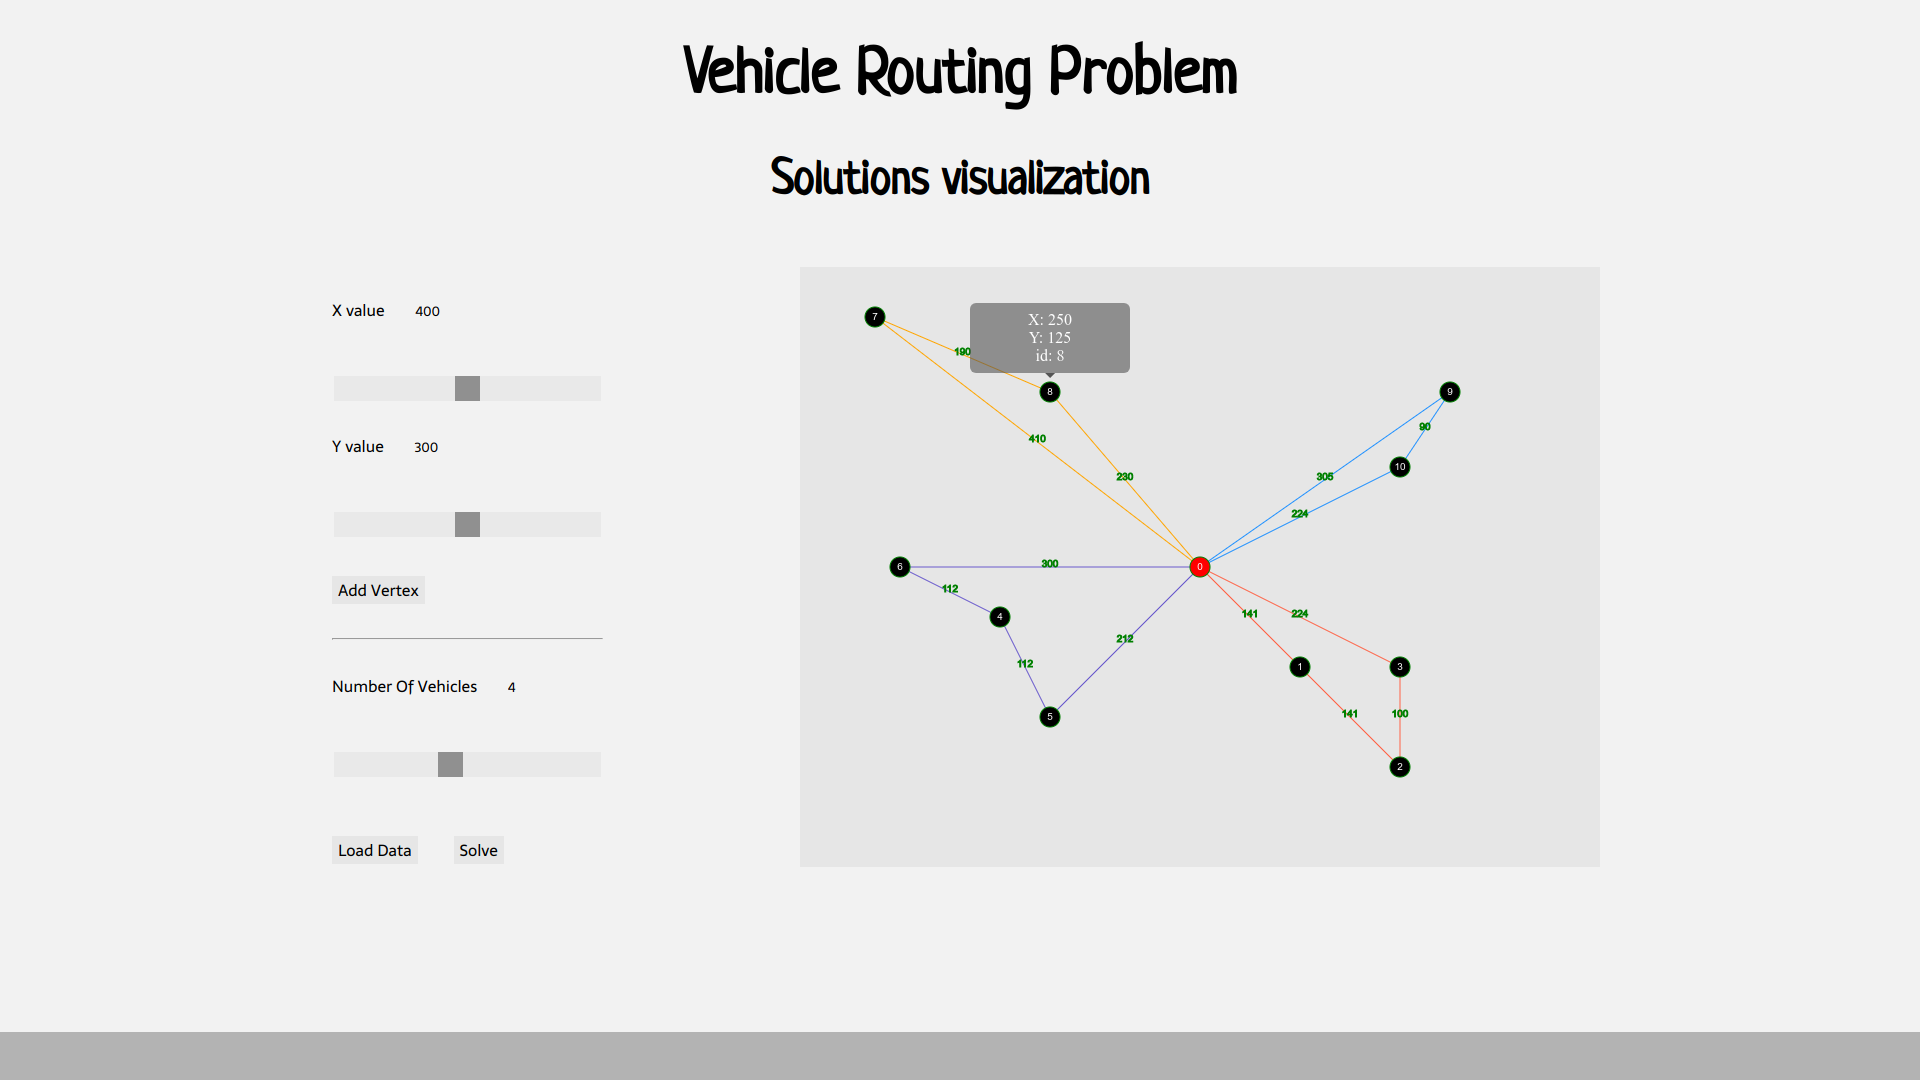 Vehicle Routing Problem
Solutions visualization
X value 400
Y value 300
Add Vertex
Number Of Vehicles 4
Load Data Solve
7
X: 250
Y: 125
id: 8
190
8
9
410
90
10
230
305
224
6
300
0
112
4
141
224
212
112
1
3
5
141
100
2